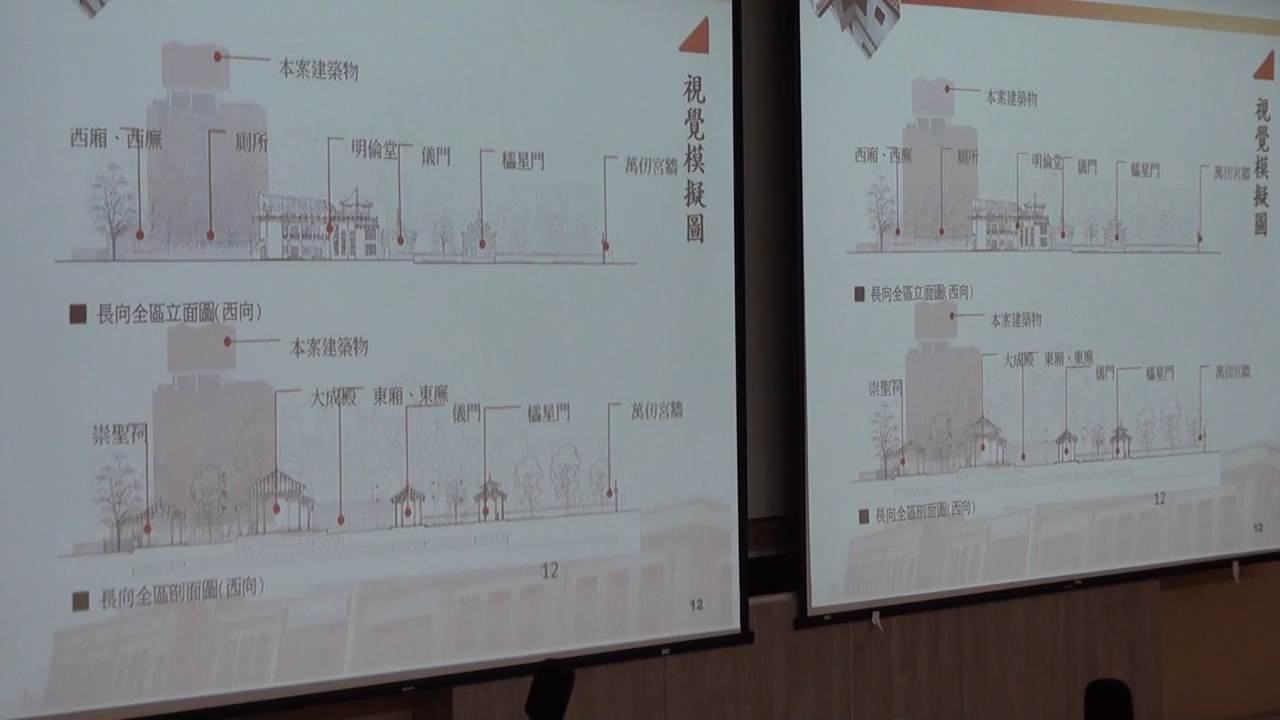 視覺模擬圖
本案建築物
西廂、西廡
廁所
明倫堂
儀門
櫺星門
萬仞宮牆
長向全區立面圖(西向)
本案建築物
崇聖祠
大成殿
東廂、東廡
儀門
櫺星門
萬仞宮牆
長向全區剖面圖(西向)
12
12
視覺模擬圖
本案建築物
西廂、西廡
廁所
明倫堂
儀門
櫺星門
萬仞宮牆
長向全區立面圖(西向)
本案建築物
崇聖祠
大成殿
東廂、東廡
儀門
櫺星門
萬仞宮牆
長向全區剖面圖(西向)
12
12